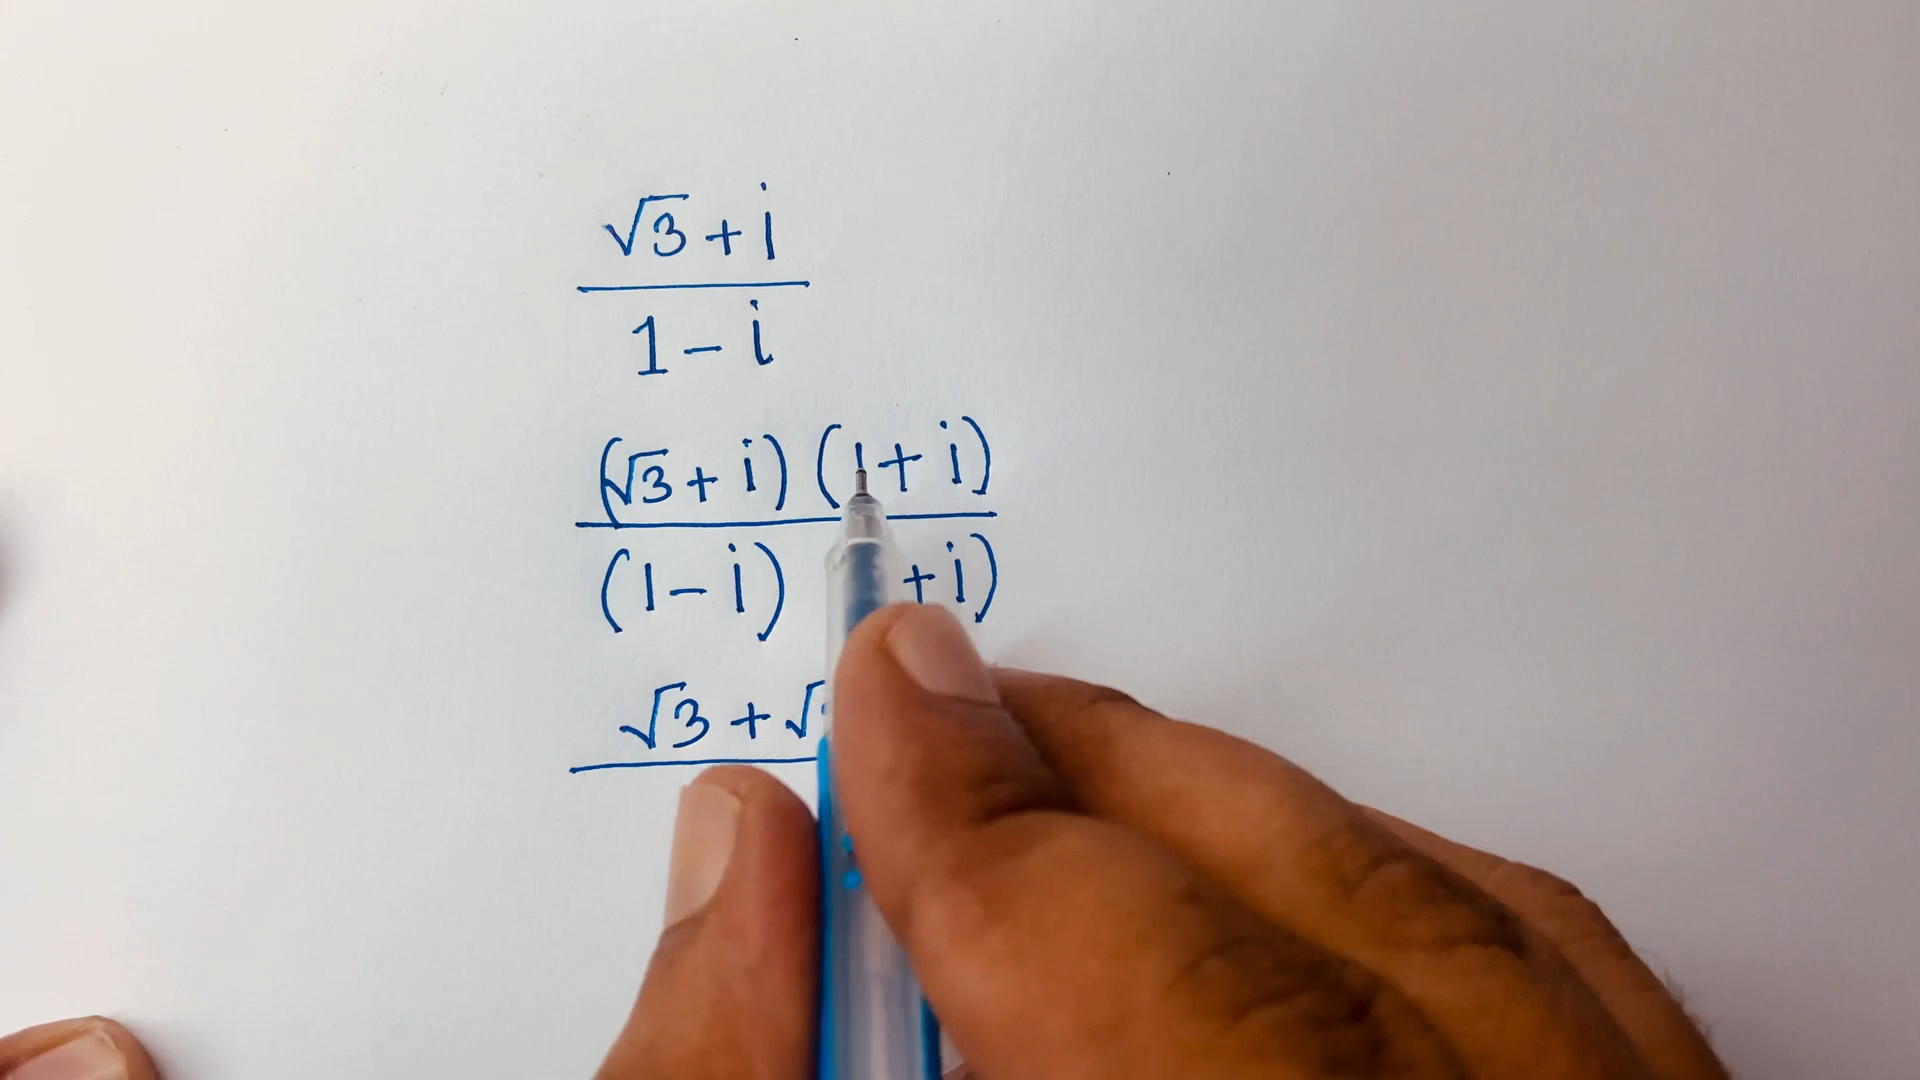 √3 + i
1 - i
(√3 + i) (1 + i)
(1 - i) + i)
√3 + √